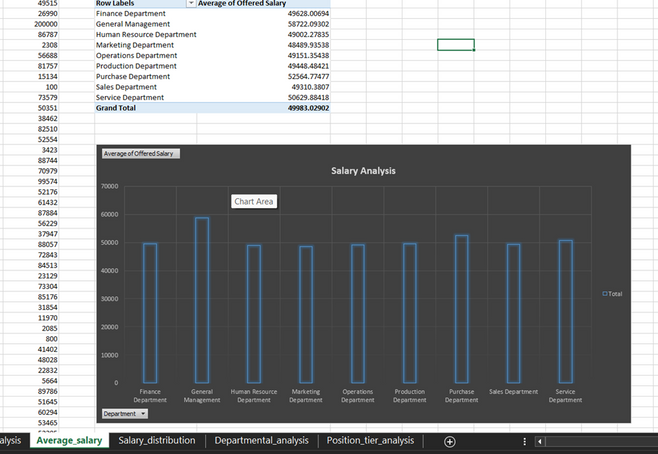 49515 Row Labels Average of Offered Salary
26990 Finance Department 49628.00694
200000 General Management 58722.09302
86787 Human Resource Department 49002.27835
2308 Marketing Department 48489.93538
56688 Operations Department 49151.35438
81757 Production Department 49448.48421
15134 Purchase Department 52564.77477
100 Sales Department 49310.3807
73579 Service Department 50629.88418
50351 Grand Total 49983.02902
38462
82510
52554
3423
88744
70979
99574
52176
61432
87884
56229
37947
88057
72843
84513
23129
73304
85176
31854
11970
2085
800
41402
48028
22832
5664
89786
51645
60294
53465
Average of Offered Salary
Salary Analysis
Chart Area
70000
60000
50000
40000
30000
20000
10000
0
Total
Finance Department
General Management
Human Resource Department
Marketing Department
Operations Department
Production Department
Purchase Department
Sales Department
Service Department
Department
alysis Average_salary Salary_distribution Departmental_analysis Position_tier_analysis